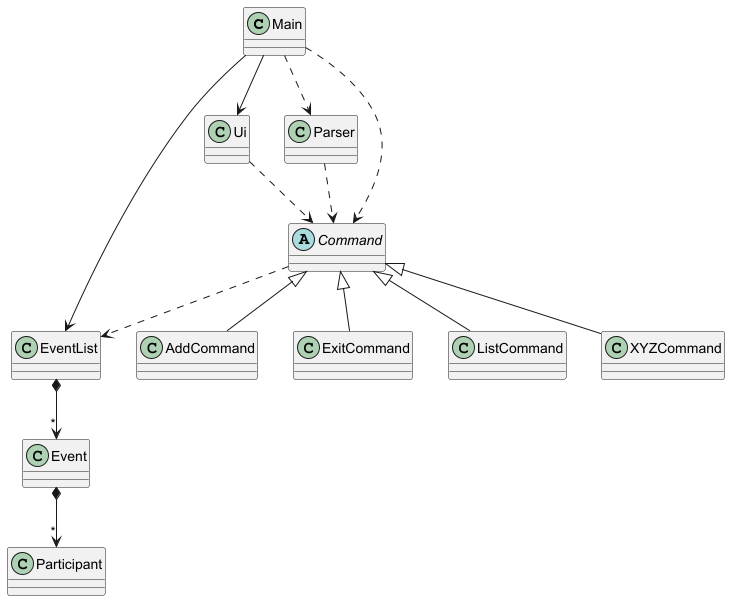 C Main
C Ui
C Parser
A Command
C EventList
C AddCommand
C ExitCommand
C ListCommand
C XYZCommand
*
C Event
*
C Participant